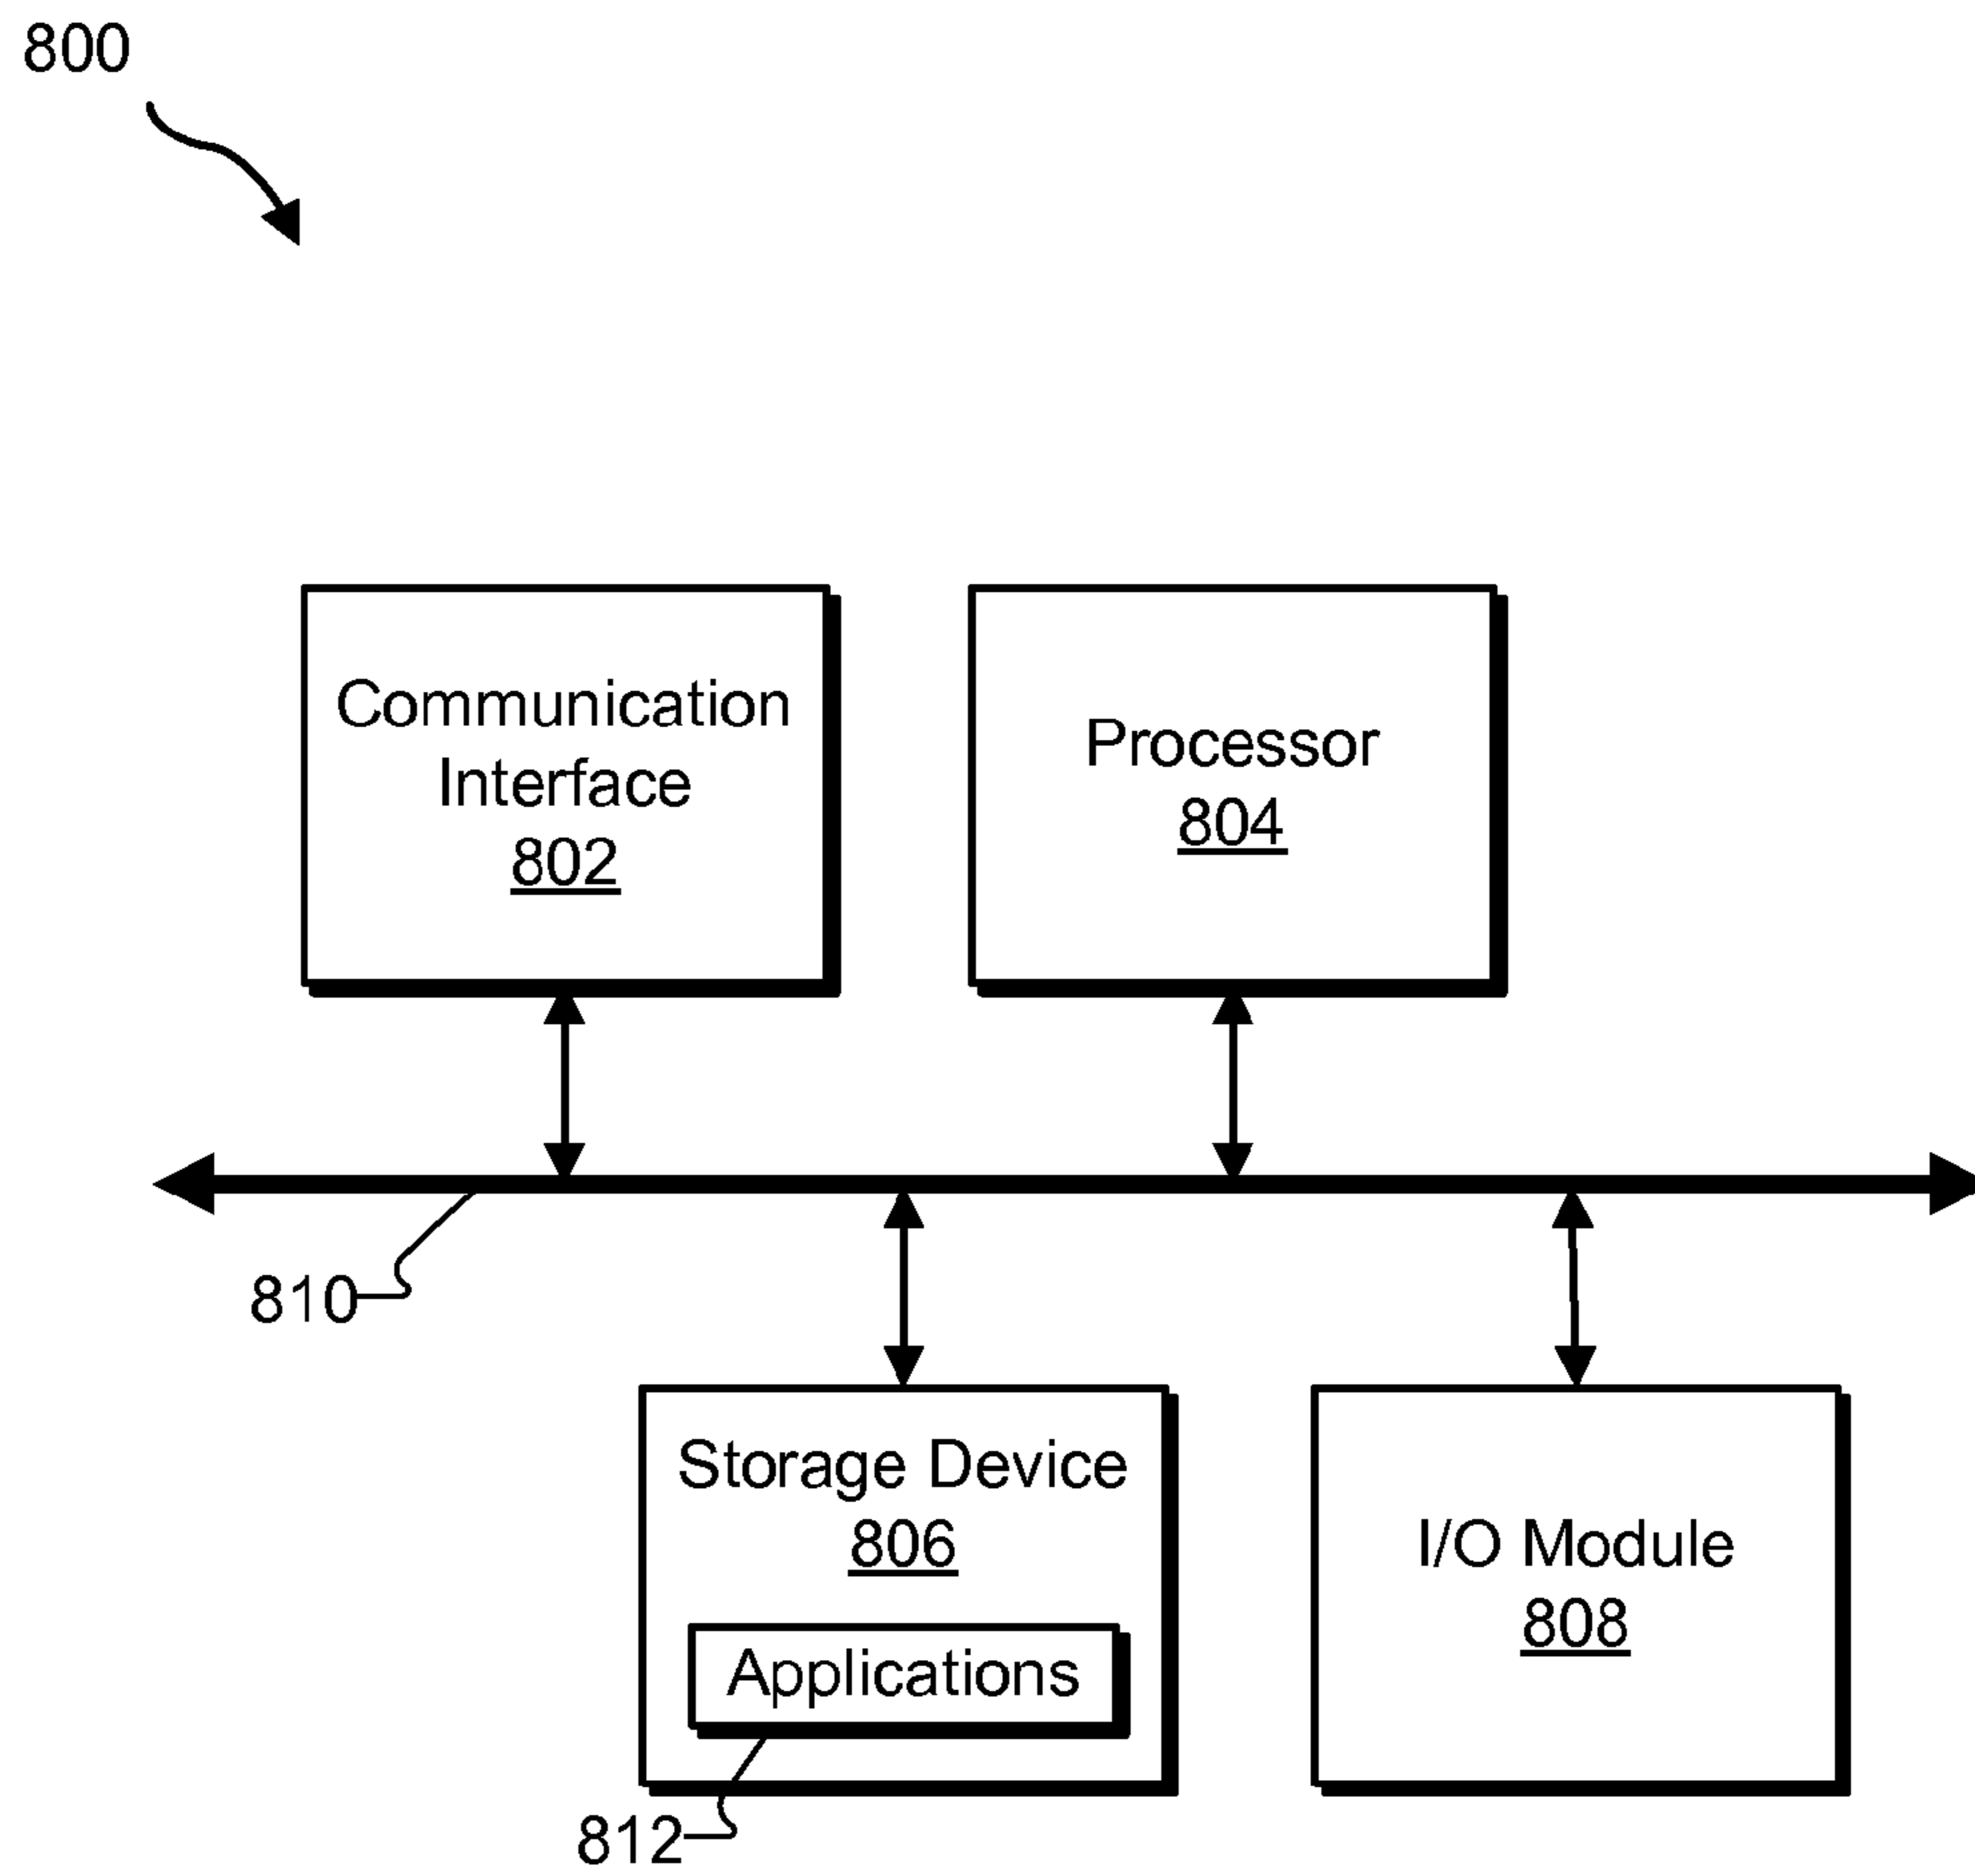 800
Communication
Interface
802
Processor
804
810
Storage Device
806
Applications
812
I/O Module
808